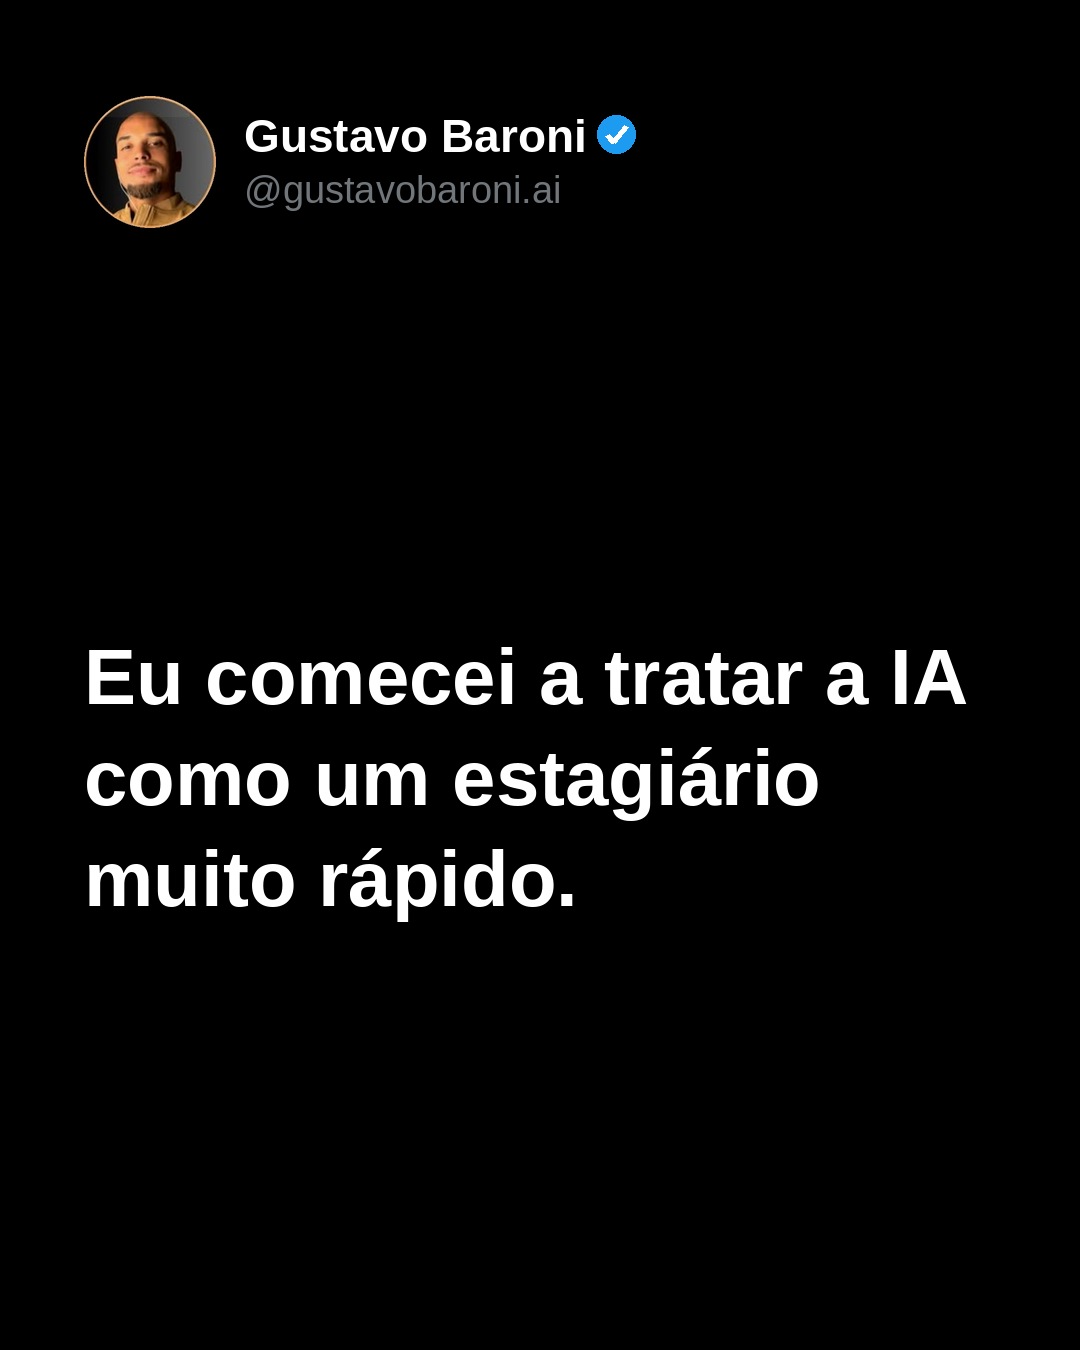 Gustavo Baroni
@gustavobaroni.ai
Eu comecei a tratar a IA
como um estagiário
muito rápido.